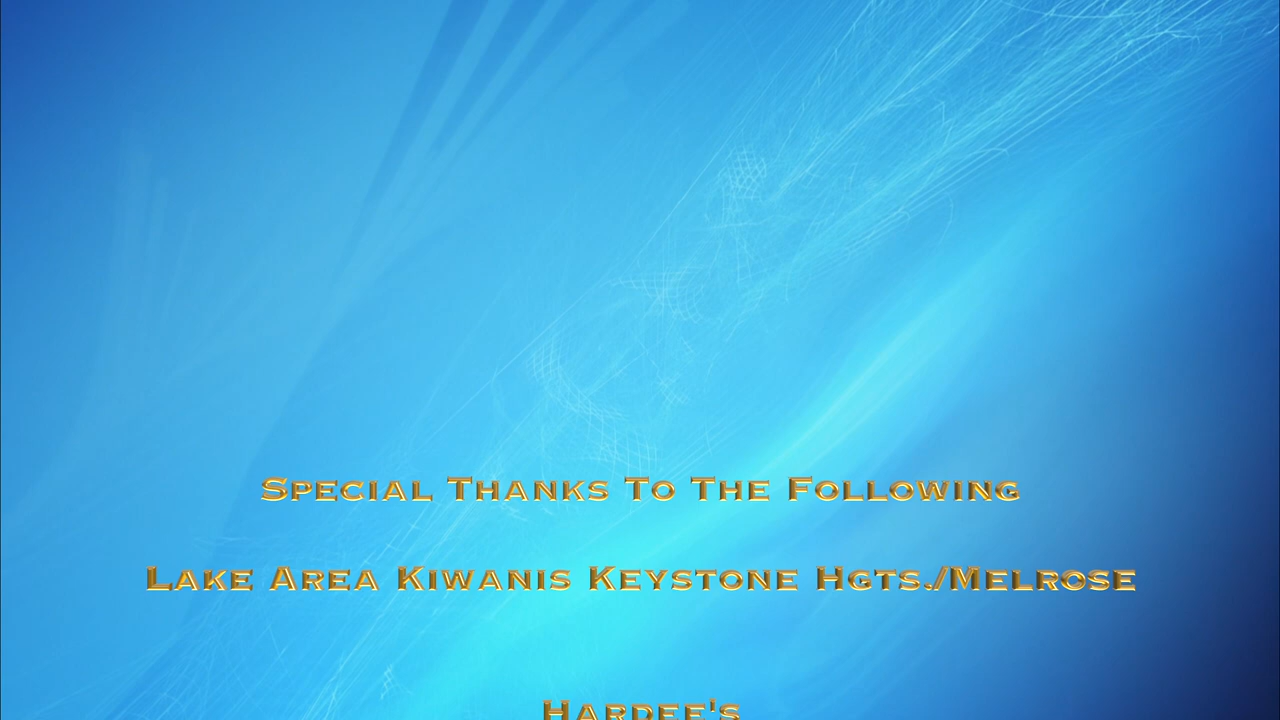 Special Thanks To The Following
Lake Area Kiwanis Keystone Hgts./Melrose
Hardee's